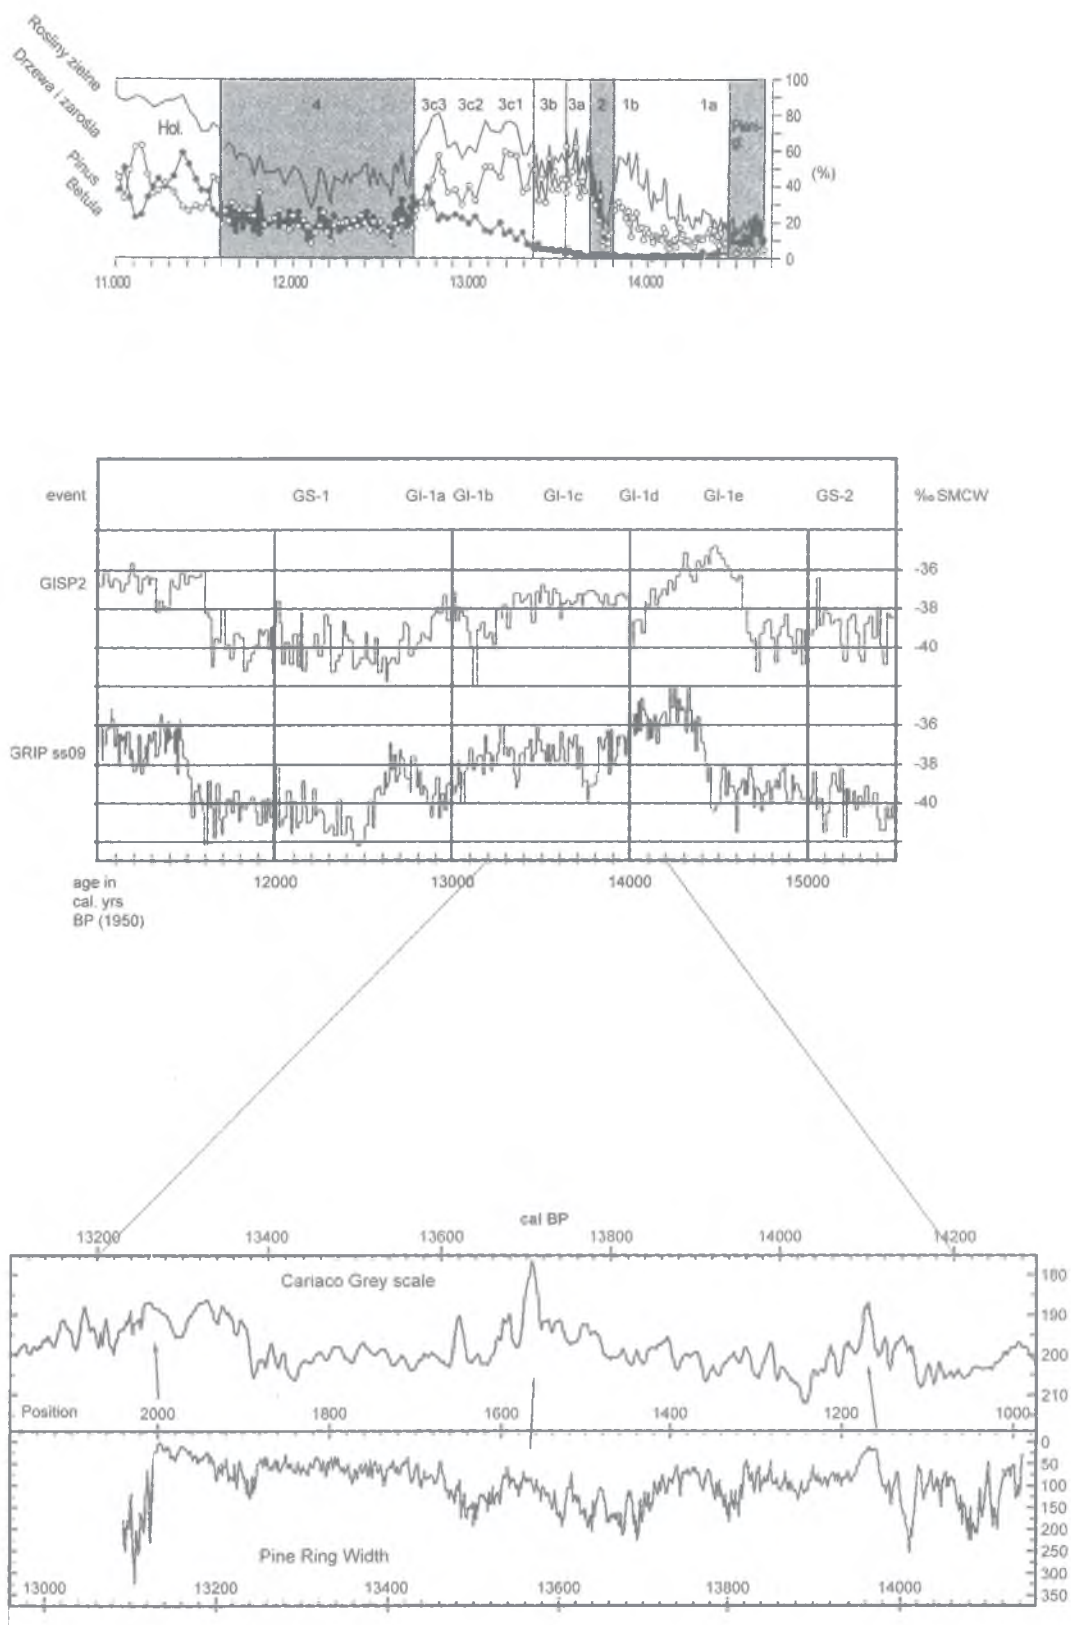 Rośliny zielne
Drzewa i zarośla
Pinus
Betula
Hol. 4 3c3 3c2 3c1 3b 3a 2 1b 1a
100
80
60
40
20
0
(%)
11.000 12.000 13.000 14.000
event GS-1 GI-1a GI-1b GI-1c GI-1d GI-1e GS-2 ‰ SMCW
GISP2
-36
-38
-40
GRIP ss09
-36
-38
-40
12000 13000 14000 15000
age in
cal. yrs
BP (1950)
cal BP
13200 13400 13600 13800 14000 14200
Cariaco Grey scale
180
190
200
210
Position 2000 1800 1600 1400 1200 1000
0
50
100
150
200
250
300
350
Pine Ring Width
13000 13200 13400 13600 13800 14000